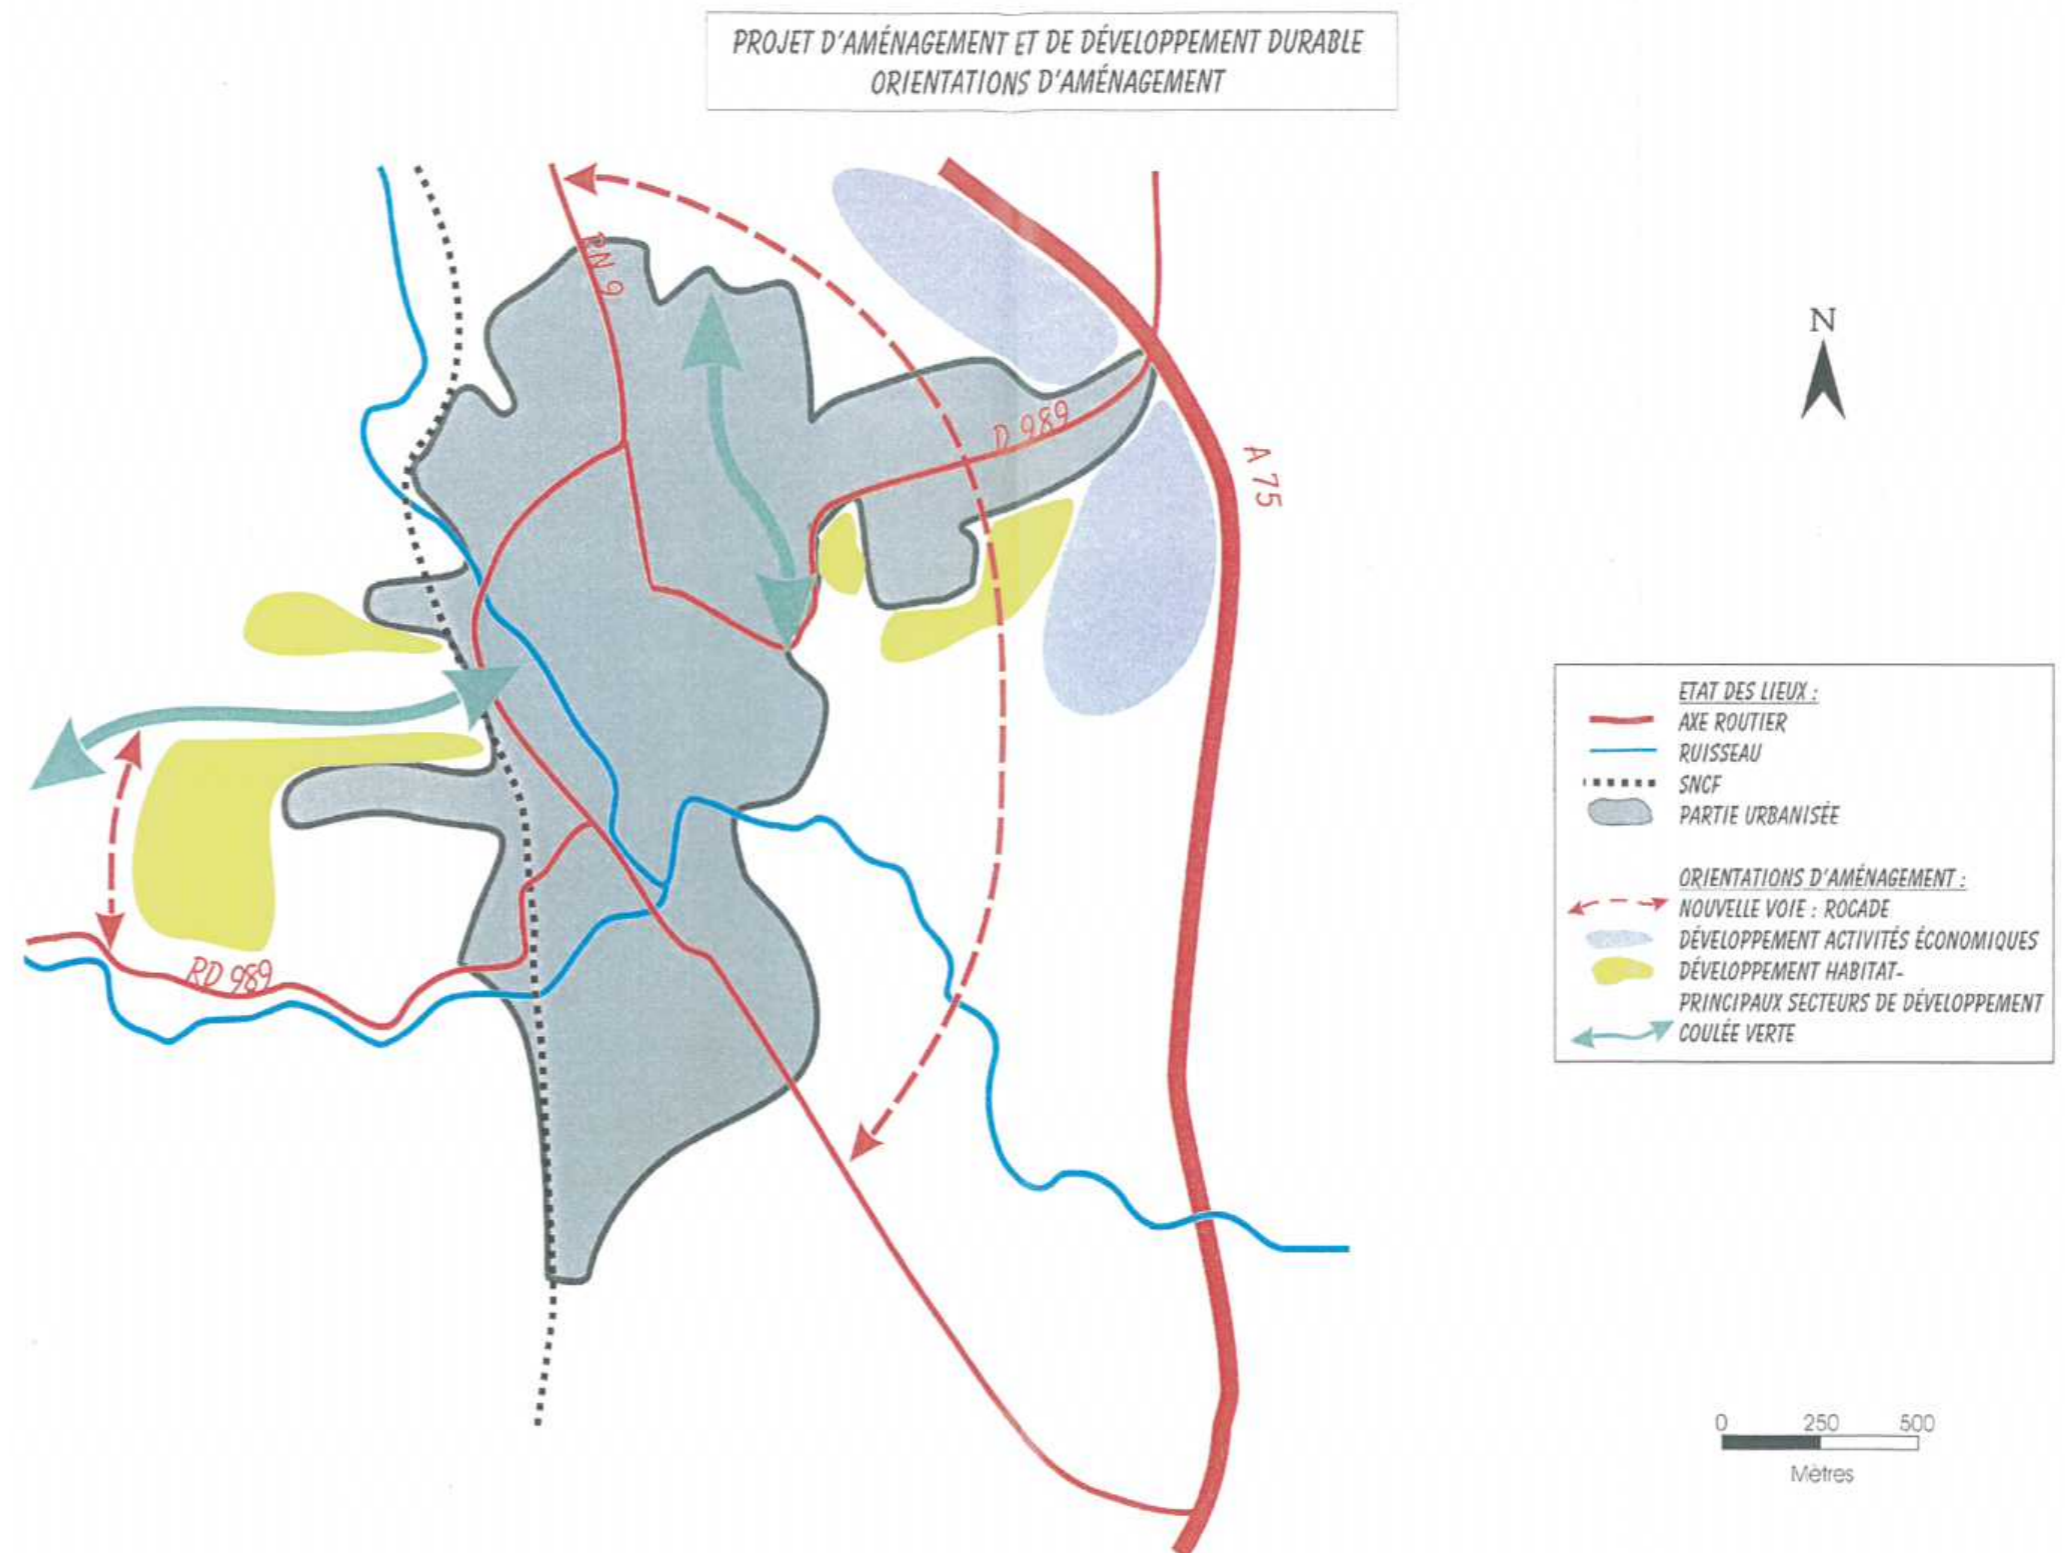 PROJET D'AMÉNAGEMENT ET DE DÉVELOPPEMENT DURABLE
ORIENTATIONS D'AMÉNAGEMENT
RN 9
D 989
A 75
N
RD 989
ETAT DES LIEUX :
AXE ROUTIER
RUISSEAU
SNCF
PARTIE URBANISÉE
ORIENTATIONS D'AMÉNAGEMENT :
NOUVELLE VOIE : ROCADE
DÉVELOPPEMENT ACTIVITÉS ÉCONOMIQUES
DÉVELOPPEMENT HABITAT-
PRINCIPAUX SECTEURS DE DÉVELOPPEMENT
COULÉE VERTE
0 250 500
Mètres